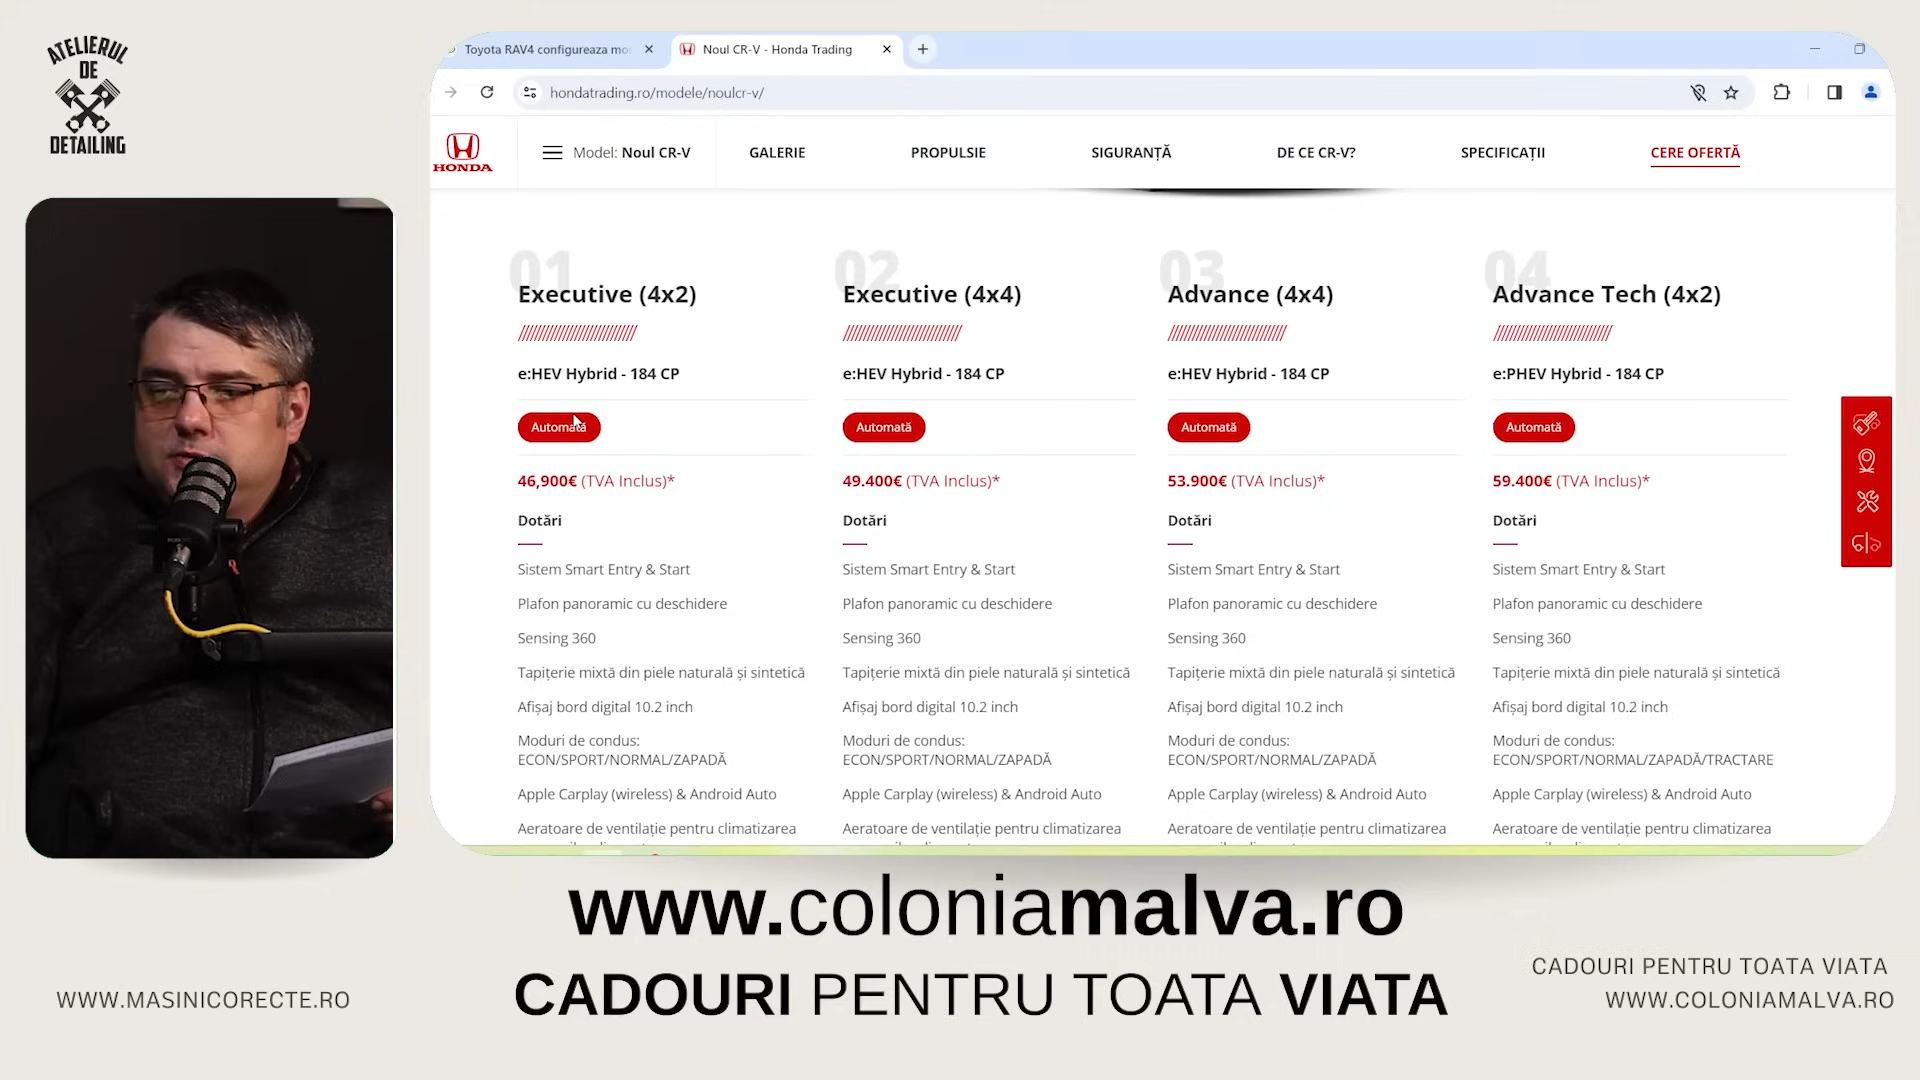 ATELIERUL
DE
DETAILING
Toyota RAV4 configureaza mo
Noul CR-V - Honda Trading
hondatrading.ro/modele/noulcr-v/
HONDA
Model: Noul CR-V
GALERIE
PROPULSIE
SIGURANȚĂ
DE CE CR-V?
SPECIFICAȚII
CERE OFERTĂ
01
Executive (4x2)
e:HEV Hybrid - 184 CP
Automată
46,900€ (TVA Inclus)*
Dotări
Sistem Smart Entry & Start
Plafon panoramic cu deschidere
Sensing 360
Tapițerie mixtă din piele naturală și sintetică
Afișaj bord digital 10.2 inch
Moduri de condus:
ECON/SPORT/NORMAL/ZAPADĂ
Apple Carplay (wireless) & Android Auto
Aeratoare de ventilație pentru climatizarea
02
Executive (4x4)
e:HEV Hybrid - 184 CP
Automată
49.400€ (TVA Inclus)*
Dotări
Sistem Smart Entry & Start
Plafon panoramic cu deschidere
Sensing 360
Tapițerie mixtă din piele naturală și sintetică
Afișaj bord digital 10.2 inch
Moduri de condus:
ECON/SPORT/NORMAL/ZAPADĂ
Apple Carplay (wireless) & Android Auto
Aeratoare de ventilație pentru climatizarea
03
Advance (4x4)
e:HEV Hybrid - 184 CP
Automată
53.900€ (TVA Inclus)*
Dotări
Sistem Smart Entry & Start
Plafon panoramic cu deschidere
Sensing 360
Tapițerie mixtă din piele naturală și sintetică
Afișaj bord digital 10.2 inch
Moduri de condus:
ECON/SPORT/NORMAL/ZAPADĂ
Apple Carplay (wireless) & Android Auto
Aeratoare de ventilație pentru climatizarea
04
Advance Tech (4x2)
e:PHEV Hybrid - 184 CP
Automată
59.400€ (TVA Inclus)*
Dotări
Sistem Smart Entry & Start
Plafon panoramic cu deschidere
Sensing 360
Tapițerie mixtă din piele naturală și sintetică
Afișaj bord digital 10.2 inch
Moduri de condus:
ECON/SPORT/NORMAL/ZAPADĂ/TRACTARE
Apple Carplay (wireless) & Android Auto
Aeratoare de ventilație pentru climatizarea
www.coloniamalva.ro
CADOURI PENTRU TOATA VIATA
WWW.MASINICORECTE.RO
CADOURI PENTRU TOATA VIATA
WWW.COLONIAMALVA.RO